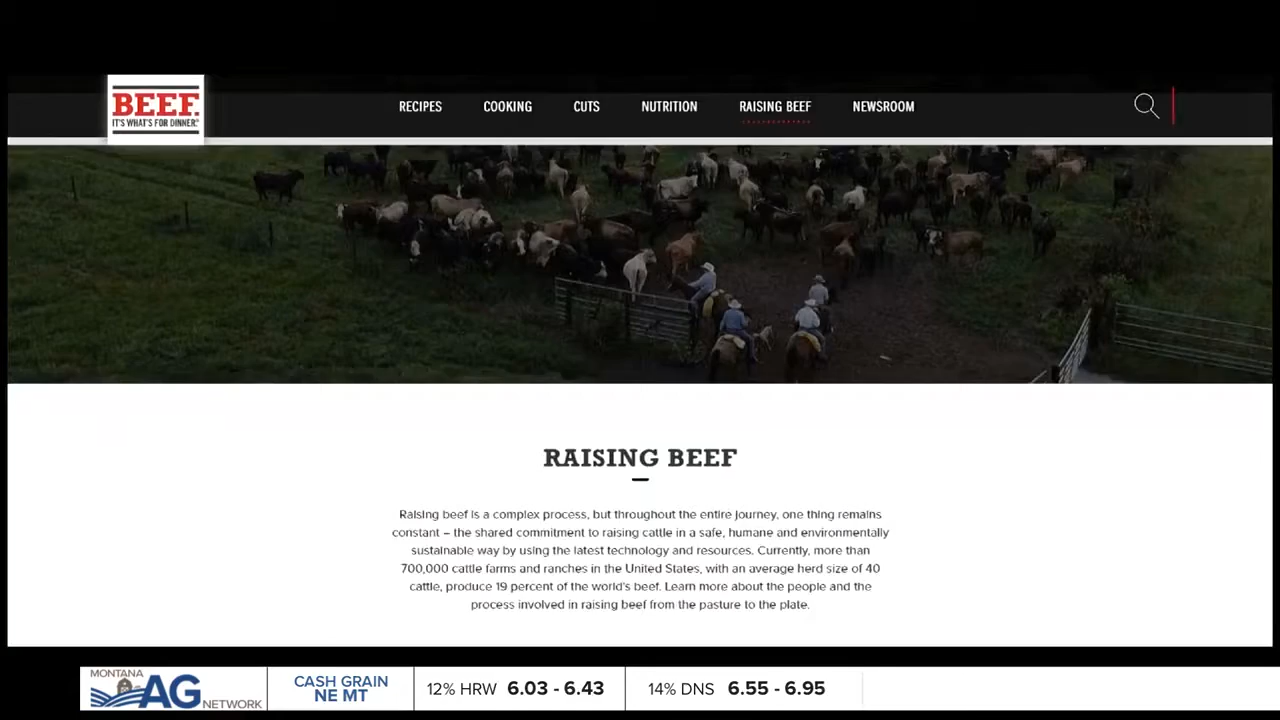 BEEF.
IT'S WHAT'S FOR DINNER.®
RECIPES COOKING CUTS NUTRITION RAISING BEEF NEWSROOM
RAISING BEEF
Raising beef is a complex process, but throughout the entire journey, one thing remains
constant – the shared commitment to raising cattle in a safe, humane and environmentally
sustainable way by using the latest technology and resources. Currently, more than
700,000 cattle farms and ranches in the United States, with an average herd size of 40
cattle, produce 19 percent of the world's beef. Learn more about the people and the
process involved in raising beef from the pasture to the plate.
MONTANA
AG
NETWORK
CASH GRAIN
NE MT
12% HRW 6.03 - 6.43
14% DNS 6.55 - 6.95